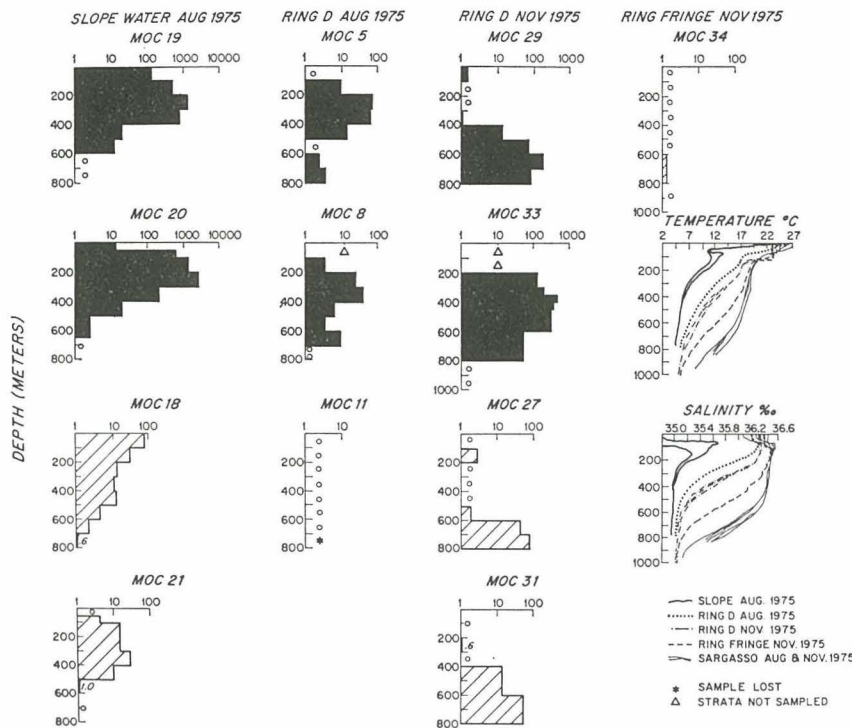 SLOPE WATER AUG 1975
RING D AUG 1975
RING D NOV 1975
RING FRINGE NOV 1975
MOC 19
MOC 5
MOC 29
MOC 34
1 10 100 1000 10000
1 10 100
1 10 100 1000
1 10 100
200
400
600
800
200
400
600
800
200
400
600
800
200
400
600
800
1000
MOC 20
MOC 8
MOC 33
TEMPERATURE °C
1 10 100 1000 10000
1 10 100
1 10 100 1000
2 7 12 17 22 27
200
400
600
800
200
400
600
800
200
400
600
800
1000
200
400
600
800
1000
DEPTH (METERS)
MOC 18
MOC 11
MOC 27
SALINITY ‰
1 10 100
1 10
1 10 100
35.0 35.4 35.8 36.2 36.6
200
400
600
800
.6
200
400
600
800
200
400
600
800
200
400
600
800
1000
MOC 21
MOC 31
1 10 100
1 10 100
200
400
600
800
1.0
200
400
600
800
.6
SLOPE AUG. 1975
RING D AUG. 1975
RING D NOV. 1975
RING FRINGE NOV. 1975
SARGASSO AUG & NOV. 1975
* SAMPLE LOST
△ STRATA NOT SAMPLED